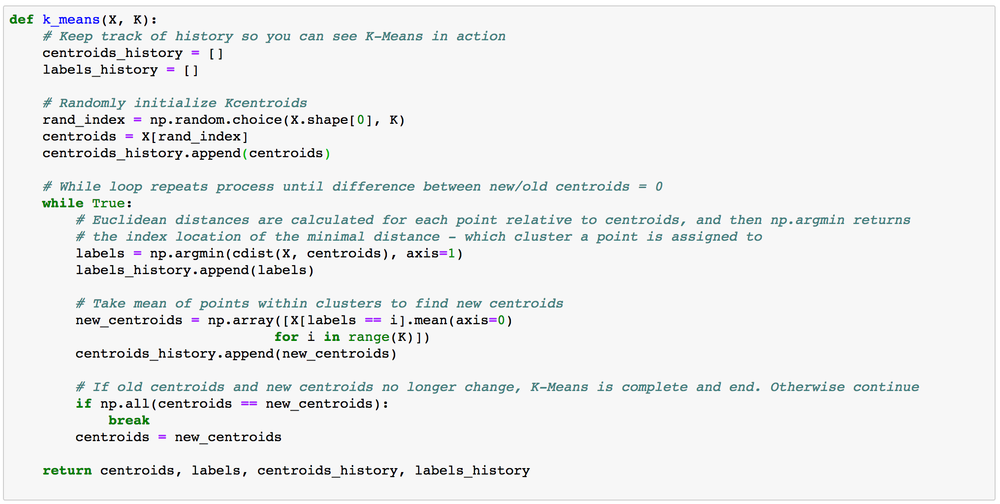 def k_means(X, K):
    # Keep track of history so you can see K-Means in action
    centroids_history = []
    labels_history = []

    # Randomly initialize Kcentroids
    rand_index = np.random.choice(X.shape[0], K)
    centroids = X[rand_index]
    centroids_history.append(centroids)

    # While loop repeats process until difference between new/old centroids = 0
    while True:
        # Euclidean distances are calculated for each point relative to centroids, and then np.argmin returns
        # the index location of the minimal distance - which cluster a point is assigned to
        labels = np.argmin(cdist(X, centroids), axis=1)
        labels_history.append(labels)

        # Take mean of points within clusters to find new centroids
        new_centroids = np.array([X[labels == i].mean(axis=0)
                                for i in range(K)])
        centroids_history.append(new_centroids)

        # If old centroids and new centroids no longer change, K-Means is complete and end. Otherwise continue
        if np.all(centroids == new_centroids):
            break
        centroids = new_centroids

    return centroids, labels, centroids_history, labels_history